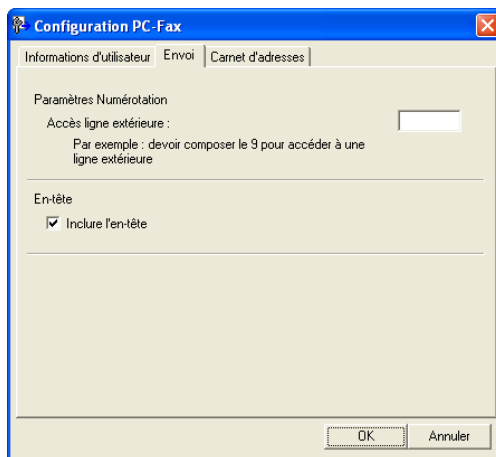 Configuration PC-Fax
Informations d'utilisateur Envoi Carnet d'adresses
Paramètres Numérotation
Accès ligne extérieure :
Par exemple : devoir composer le 9 pour accéder à une
ligne extérieure
En-tête
Inclure l'en-tête
OK Annuler